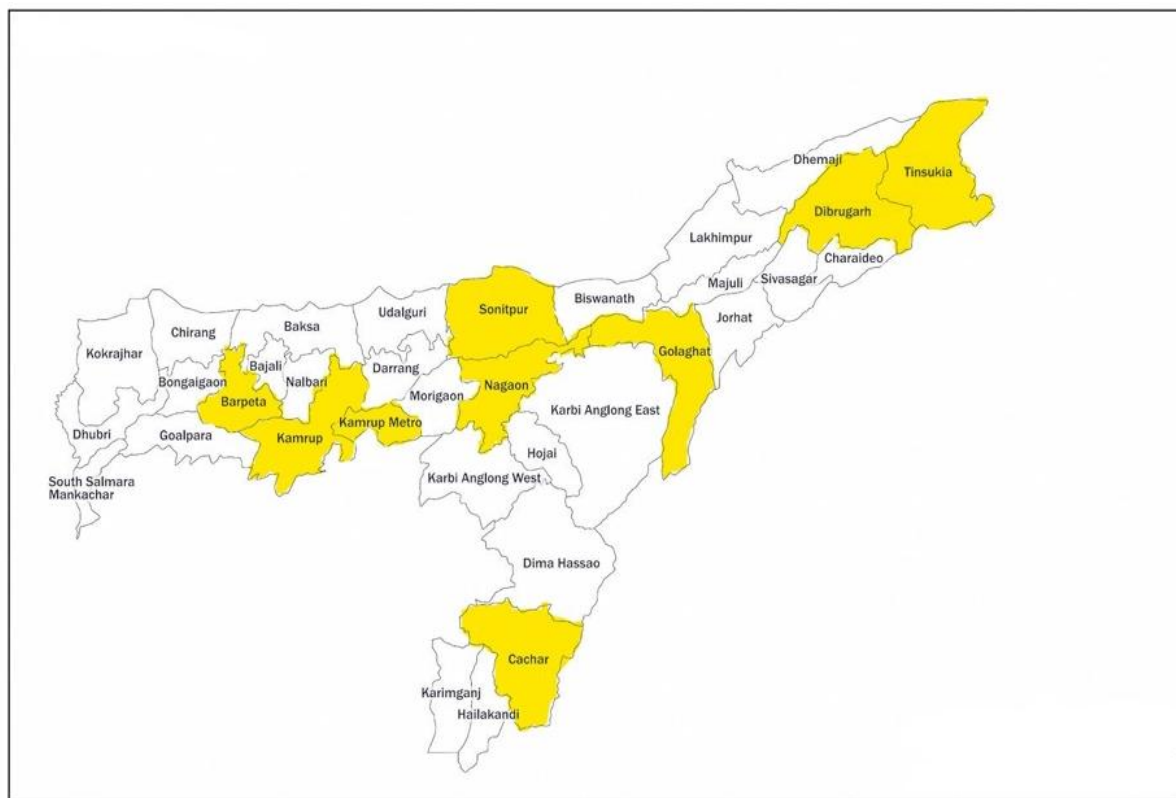 Dhemaji
Tinsukia
Dibrugarh
Lakhimpur
Charaideo
Sivasagar
Majuli
Biswanath
Sonitpur
Udalguri
Jorhat
Baksa
Chirang
Kokrajhar
Golaghat
Bajali
Darrang
Nalbari
Bongaigaon
Nagaon
Morigaon
Barpeta
Karbi Anglong East
Kamrup Metro
Dhubri
Goalpara
Kamrup
Hojai
Karbi Anglong West
South Salmara
Mankachar
Dima Hassao
Cachar
Karimganj
Hailakandi